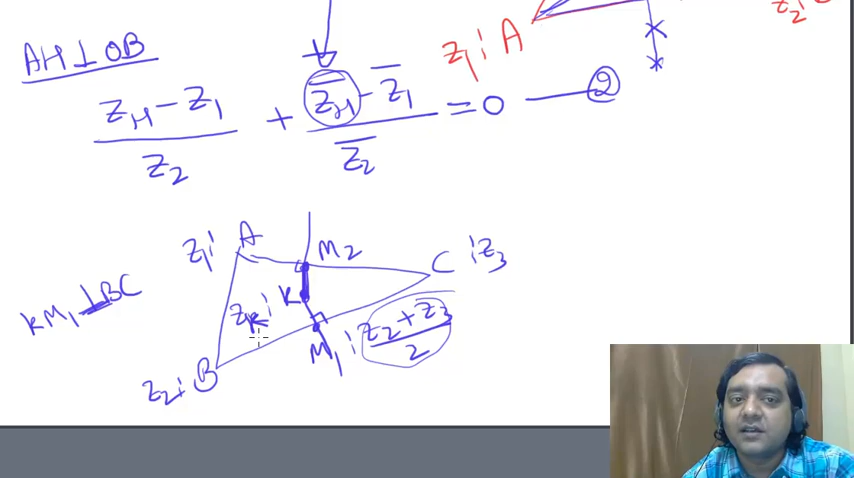 z₁ ; A
z₂ ;
AH ⊥ OB
(z_H − z₁)/z₂ + (z̅_H − z̅₁)/z̅₂ = 0 — ②
z₁ ; A
M₂
C ; z₃
KM₁ ⊥ BC
z_K ; K
M₁ ; (z₂ + z₃)/2
z₂ ; B